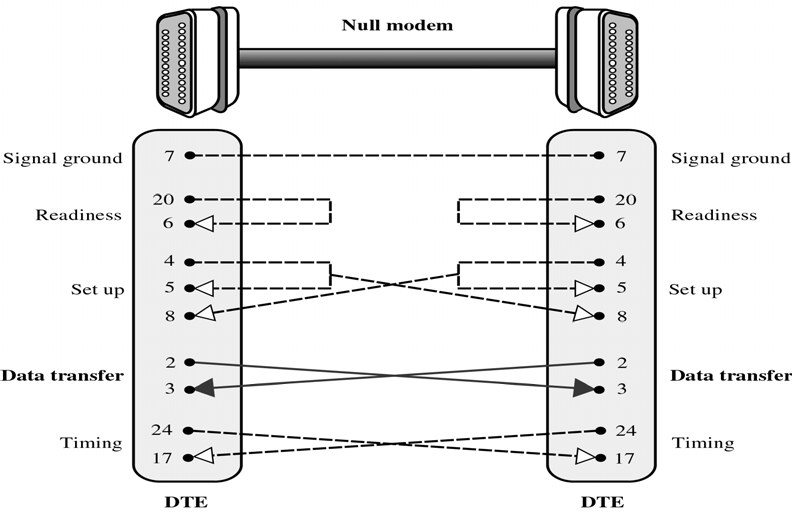 Null modem
Signal ground 7 7 Signal ground
20 20
Readiness Readiness
6 6
4 4
Set up 5 5 Set up
8 8
2 2
Data transfer Data transfer
3 3
24 24
Timing Timing
17 17
DTE DTE